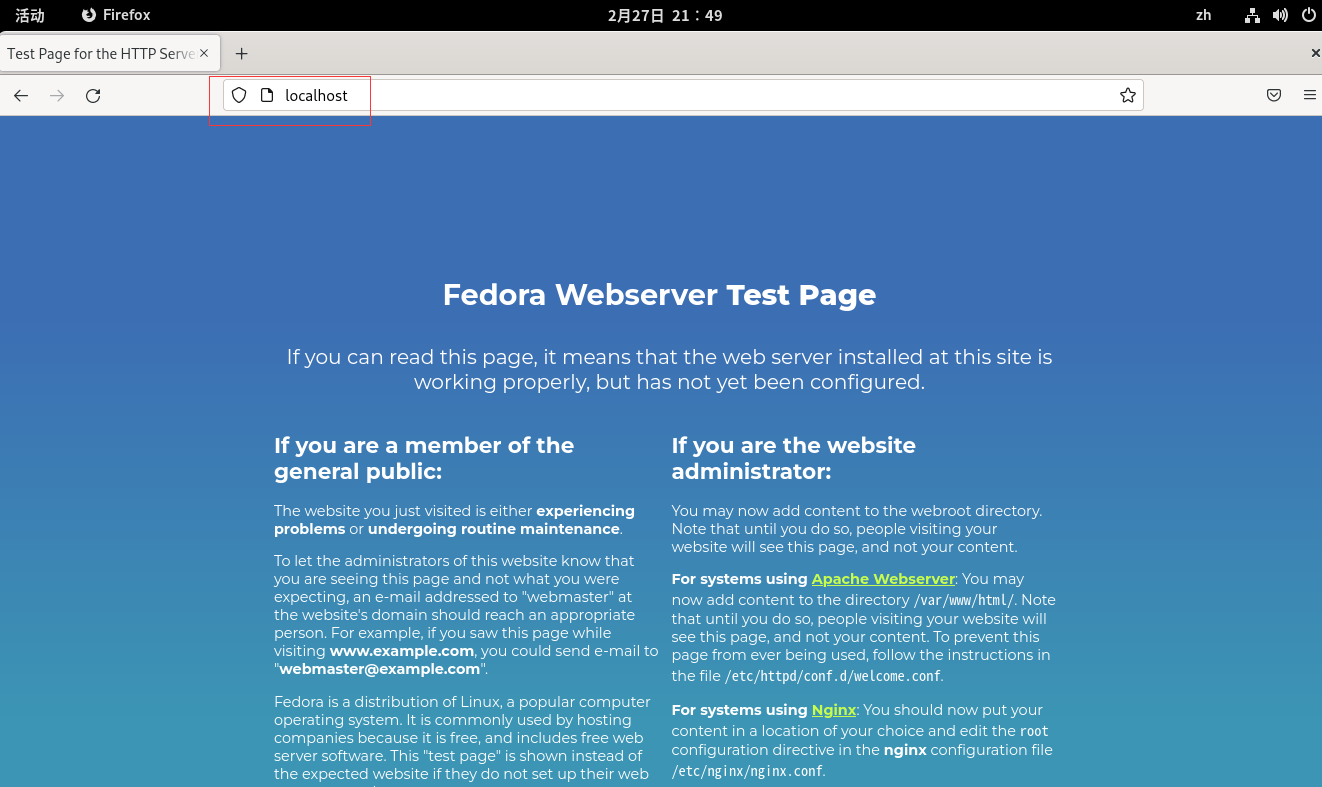 活动 Firefox 2月27日 21：49 zh
Test Page for the HTTP Serve
localhost
Fedora Webserver Test Page
If you can read this page, it means that the web server installed at this site is
working properly, but has not yet been configured.
If you are a member of the
general public:
The website you just visited is either experiencing
problems or undergoing routine maintenance.
To let the administrators of this website know that
you are seeing this page and not what you were
expecting, an e-mail addressed to "webmaster" at
the website's domain should reach an appropriate
person. For example, if you saw this page while
visiting www.example.com, you could send e-mail to
"webmaster@example.com".
Fedora is a distribution of Linux, a popular computer
operating system. It is commonly used by hosting
companies because it is free, and includes free web
server software. This "test page" is shown instead of
the expected website if they do not set up their web
If you are the website
administrator:
You may now add content to the webroot directory.
Note that until you do so, people visiting your
website will see this page, and not your content.
For systems using Apache Webserver: You may
now add content to the directory /var/www/html/. Note
that until you do so, people visiting your website will
see this page, and not your content. To prevent this
page from ever being used, follow the instructions in
the file /etc/httpd/conf.d/welcome.conf.
For systems using Nginx: You should now put your
content in a location of your choice and edit the root
configuration directive in the nginx configuration file
/etc/nginx/nginx.conf.